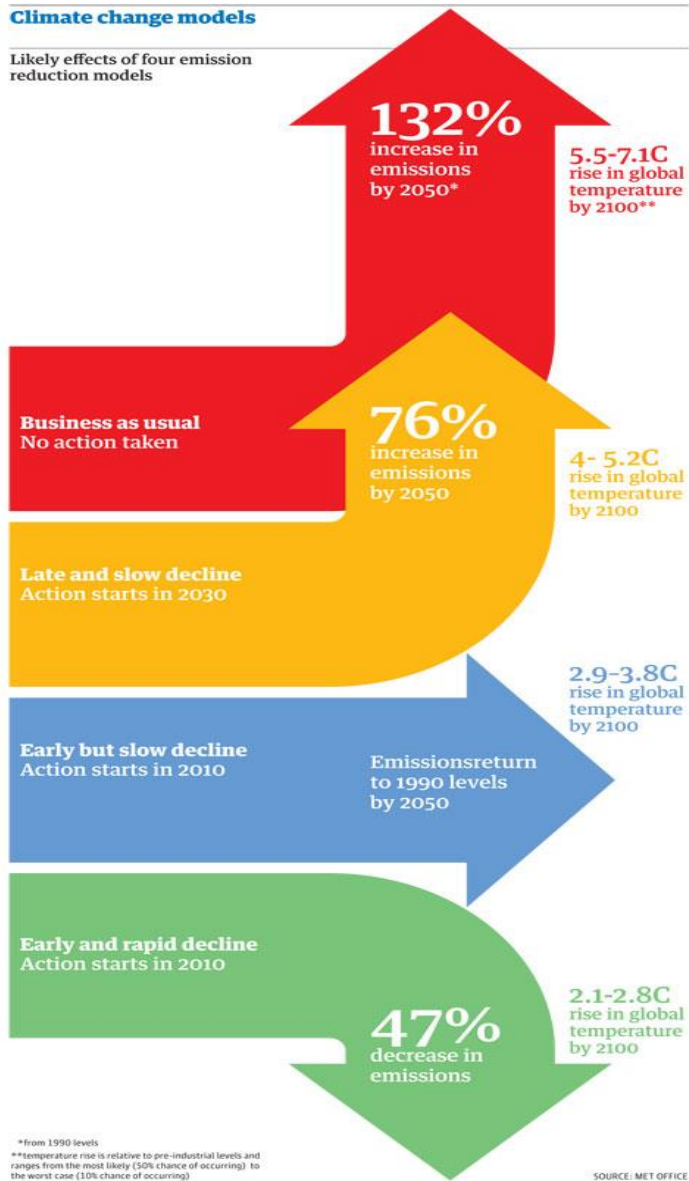 Climate change models
Likely effects of four emission
reduction models
132%
increase in
emissions
by 2050*
5.5-7.1C
rise in global
temperature
by 2100**
Business as usual
No action taken
76%
increase in
emissions
by 2050
4- 5.2C
rise in global
temperature
by 2100
Late and slow decline
Action starts in 2030
2.9-3.8C
rise in global
temperature
by 2100
Early but slow decline
Action starts in 2010
Emissionsreturn
to 1990 levels
by 2050
Early and rapid decline
Action starts in 2010
47%
decrease in
emissions
2.1-2.8C
rise in global
temperature
by 2100
*from 1990 levels
**temperature rise is relative to pre-industrial levels and
ranges from the most likely (50% chance of occurring) to
the worst case (10% chance of occurring)
SOURCE: MET OFFICE